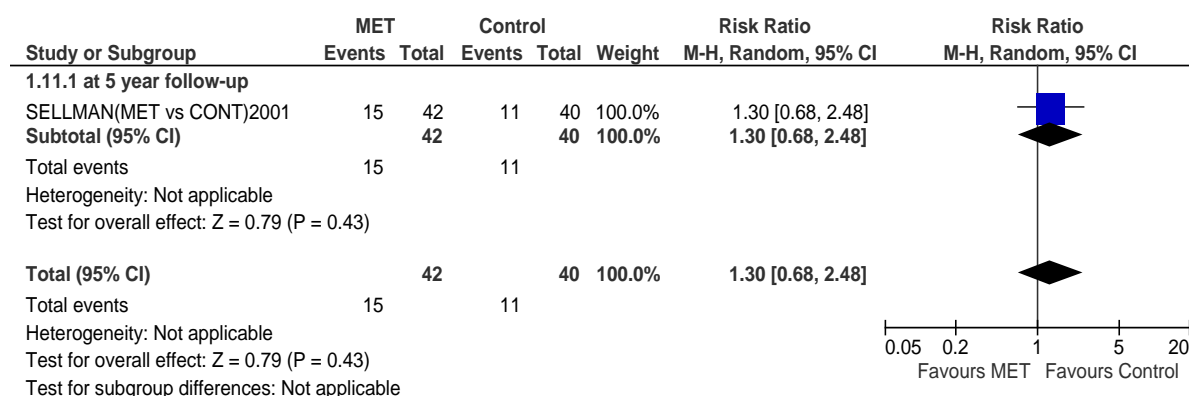 MET Control Risk Ratio Risk Ratio
Study or Subgroup Events Total Events Total Weight M-H, Random, 95% CI M-H, Random, 95% CI
1.11.1 at 5 year follow-up
SELLMAN(MET vs CONT)2001 15 42 11 40 100.0% 1.30 [0.68, 2.48]
Subtotal (95% CI) 42 40 100.0% 1.30 [0.68, 2.48]
Total events 15 11
Heterogeneity: Not applicable
Test for overall effect: Z = 0.79 (P = 0.43)
Total (95% CI) 42 40 100.0% 1.30 [0.68, 2.48]
Total events 15 11
Heterogeneity: Not applicable
Test for overall effect: Z = 0.79 (P = 0.43)
Test for subgroup differences: Not applicable
0.05 0.2 1 5 20
Favours MET Favours Control